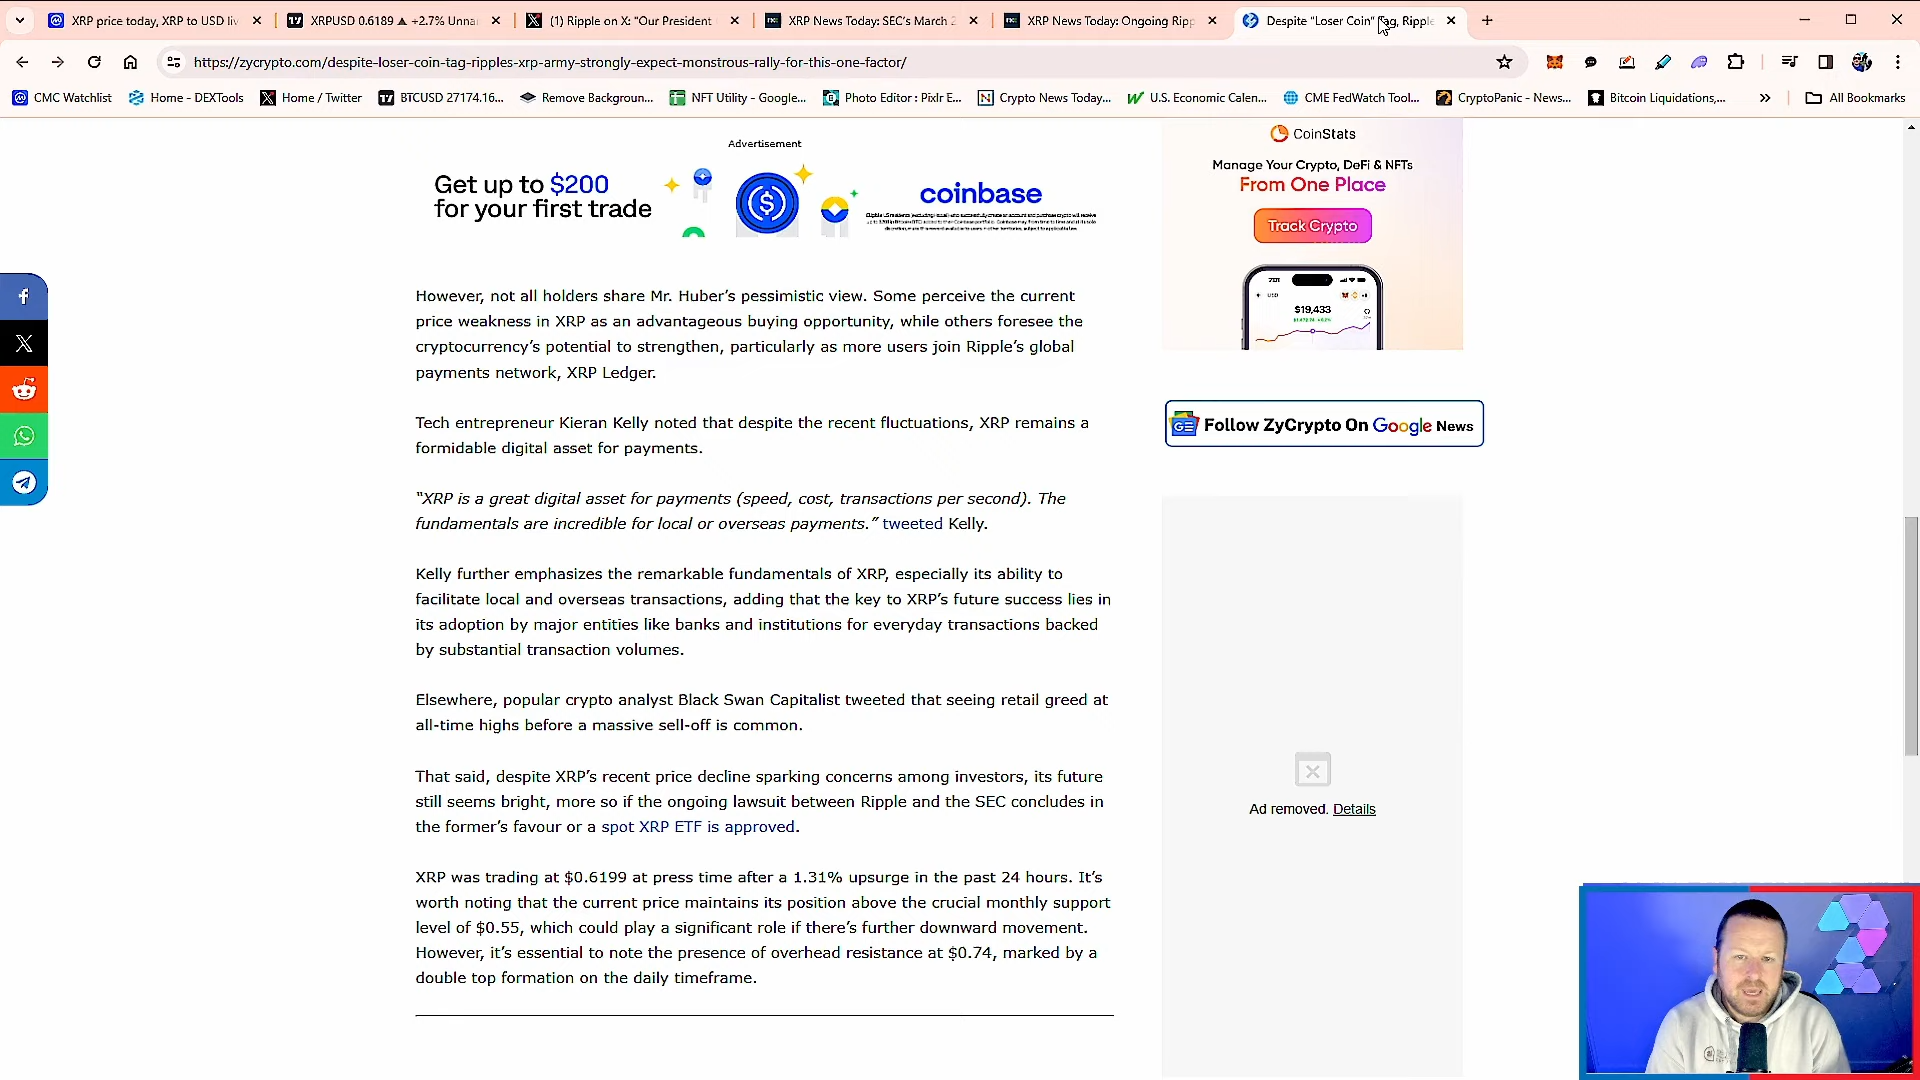 XRP price today, XRP to USD liv
XRPUSD 0.6189 ▲ +2.7% Unna
(1) Ripple on X: "Our President
XRP News Today: SEC's March 2
XRP News Today: Ongoing Ripp
Despite "Loser Coin" Tag, Ripple
https://zycrypto.com/despite-loser-coin-tag-ripples-xrp-army-strongly-expect-monstrous-rally-for-this-one-factor/
CMC Watchlist
Home - DEXTools
Home / Twitter
BTCUSD 27174.16...
Remove Backgroun...
NFT Utility - Google...
Photo Editor : Pixlr E...
Crypto News Today...
U.S. Economic Calen...
CME FedWatch Tool...
CryptoPanic - News...
Bitcoin Liquidations,...
All Bookmarks
Advertisement
Get up to $200
for your first trade
coinbase
CoinStats
Manage Your Crypto, DeFi & NFTs
From One Place
Track Crypto
USD
$19,433
However, not all holders share Mr. Huber's pessimistic view. Some perceive the current
price weakness in XRP as an advantageous buying opportunity, while others foresee the
cryptocurrency's potential to strengthen, particularly as more users join Ripple's global
payments network, XRP Ledger.
Tech entrepreneur Kieran Kelly noted that despite the recent fluctuations, XRP remains a
formidable digital asset for payments.
"XRP is a great digital asset for payments (speed, cost, transactions per second). The
fundamentals are incredible for local or overseas payments." tweeted Kelly.
Kelly further emphasizes the remarkable fundamentals of XRP, especially its ability to
facilitate local and overseas transactions, adding that the key to XRP's future success lies in
its adoption by major entities like banks and institutions for everyday transactions backed
by substantial transaction volumes.
Elsewhere, popular crypto analyst Black Swan Capitalist tweeted that seeing retail greed at
all-time highs before a massive sell-off is common.
That said, despite XRP's recent price decline sparking concerns among investors, its future
still seems bright, more so if the ongoing lawsuit between Ripple and the SEC concludes in
the former's favour or a spot XRP ETF is approved.
XRP was trading at $0.6199 at press time after a 1.31% upsurge in the past 24 hours. It's
worth noting that the current price maintains its position above the crucial monthly support
level of $0.55, which could play a significant role if there's further downward movement.
However, it's essential to note the presence of overhead resistance at $0.74, marked by a
double top formation on the daily timeframe.
GE Follow ZyCrypto On Google News
Ad removed. Details